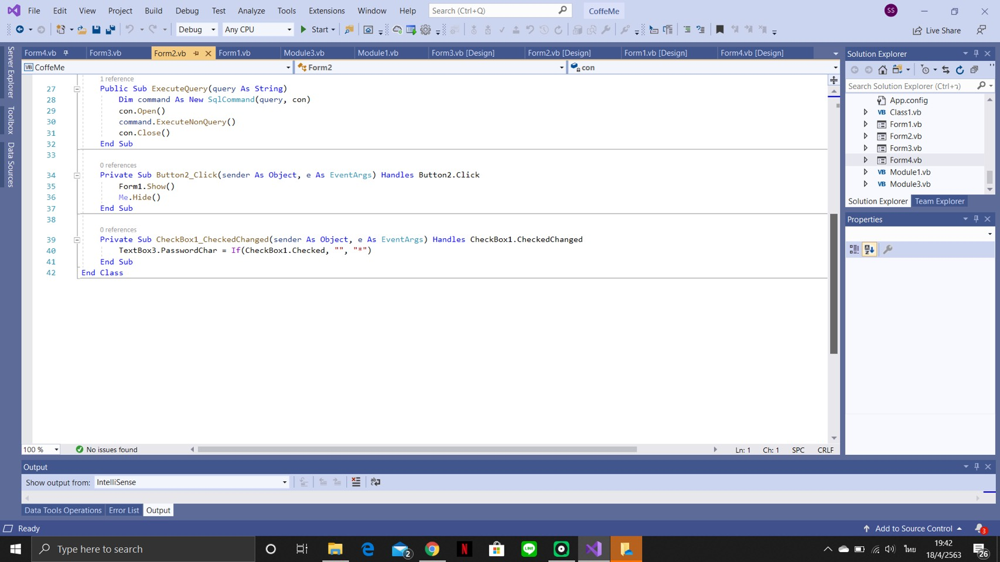 File Edit View Project Build Debug Test Analyze Tools Extensions Window Help Search (Ctrl+Q) CoffeMe SS
Debug Any CPU Start Live Share
Form4.vb Form3.vb Form2.vb Form1.vb Module3.vb Module1.vb Form3.vb [Design] Form2.vb [Design] Form1.vb [Design] Form4.vb [Design]
VB CoffeMe Form2 con
1 reference
27 Public Sub ExecuteQuery(query As String)
28 Dim command As New SqlCommand(query, con)
29 con.Open()
30 command.ExecuteNonQuery()
31 con.Close()
32 End Sub
33
0 references
34 Private Sub Button2_Click(sender As Object, e As EventArgs) Handles Button2.Click
35 Form1.Show()
36 Me.Hide()
37 End Sub
38
0 references
39 Private Sub CheckBox1_CheckedChanged(sender As Object, e As EventArgs) Handles CheckBox1.CheckedChanged
40 TextBox3.PasswordChar = If(CheckBox1.Checked, "", "*")
41 End Sub
42 End Class
100 % No issues found Ln: 1 Ch: 1 SPC CRLF
Server Explorer
Toolbox
Data Sources
Solution Explorer
Search Solution Explorer (Ctrl+ว)
App.config
VB Class1.vb
Form1.vb
Form2.vb
Form3.vb
Form4.vb
VB Module1.vb
VB Module3.vb
Solution Explorer Team Explorer
Properties
Output
Show output from: IntelliSense
Data Tools Operations Error List Output
Ready Add to Source Control 3
Type here to search 2 N LINE ไทย 19:42
18/4/2563 26